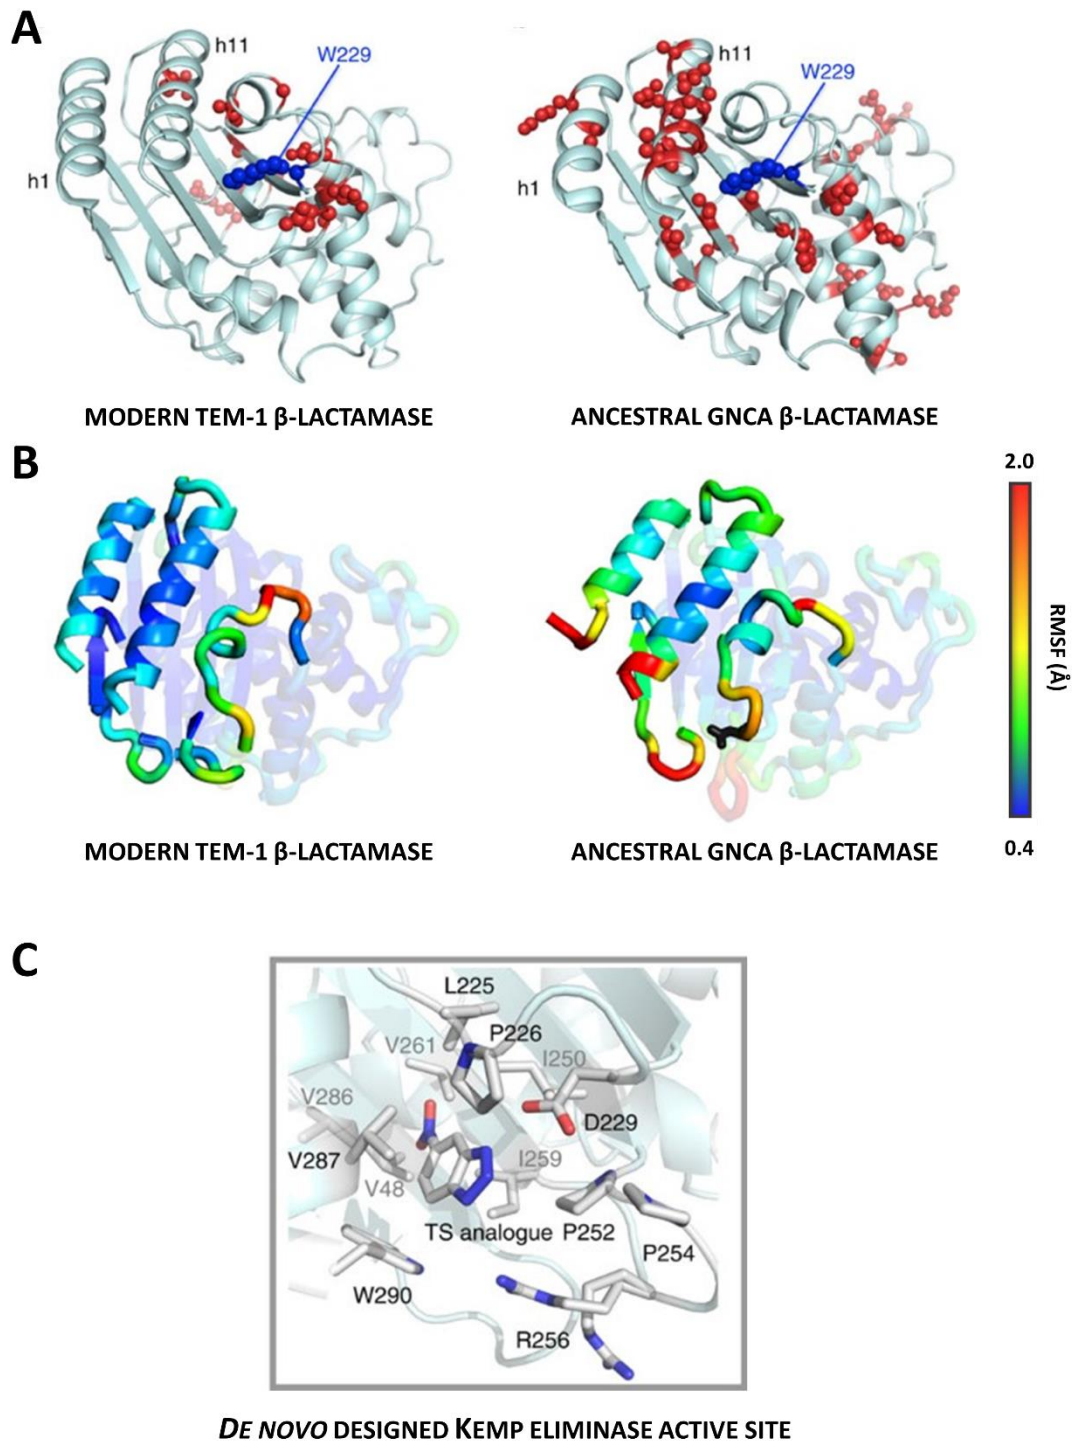 A
h11
W229
h1
h11
W229
h1
MODERN TEM-1 β-LACTAMASE
ANCESTRAL GNCA β-LACTAMASE
B
2.0
RMSF (Å)
0.4
MODERN TEM-1 β-LACTAMASE
ANCESTRAL GNCA β-LACTAMASE
C
L225
P226
V261
I250
V286
D229
V287
I259
V48
TS analogue
P252
P254
W290
R256
DE NOVO DESIGNED KEMP ELIMINASE ACTIVE SITE